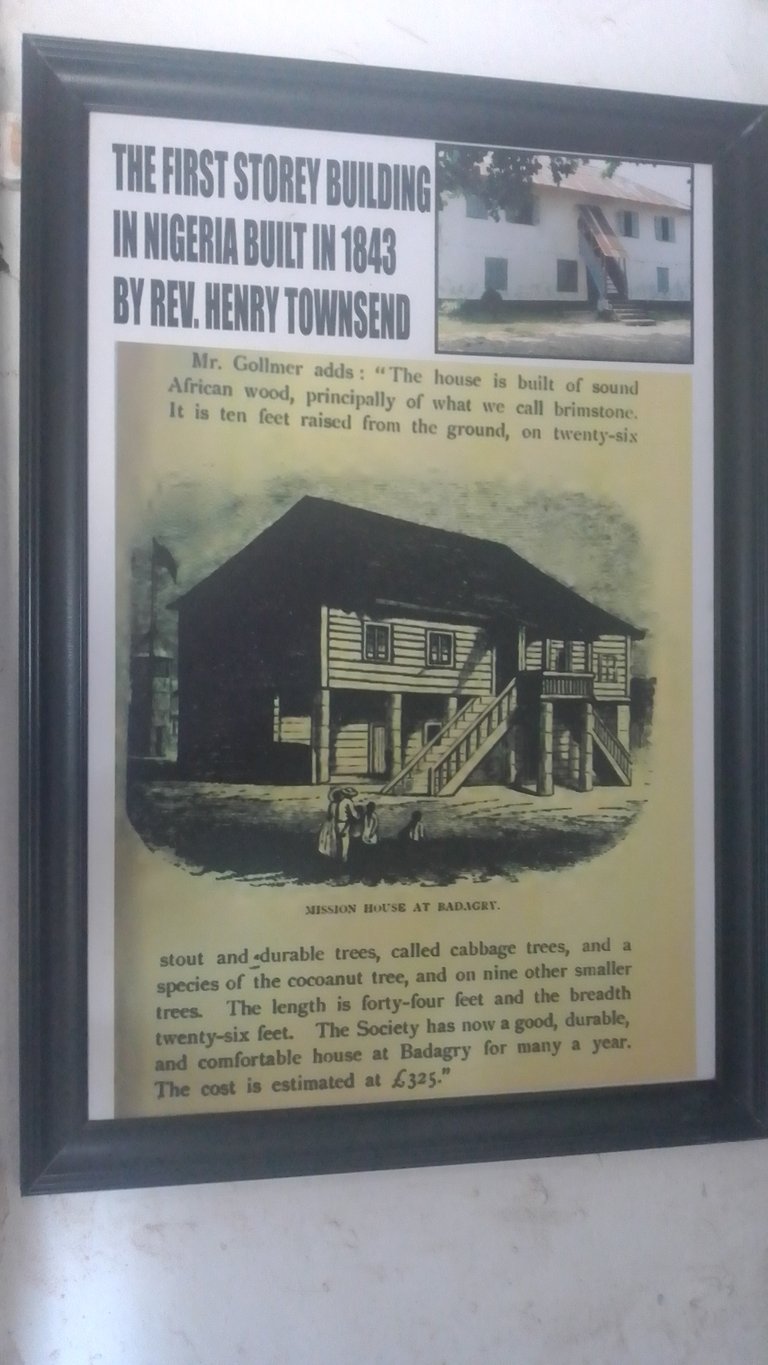 THE FIRST STOREY BUILDING
IN NIGERIA BUILT IN 1843
BY REV. HENRY TOWNSEND
Mr. Gollmer adds: "The house is built of sound
African wood, principally of what we call brimstone.
It is ten feet raised from the ground, on twenty-six
MISSION HOUSE AT BADAGRY.
stout and durable trees, called cabbage trees, and a
species of the cocoanut tree, and on nine other smaller
trees. The length is forty-four feet and the breadth
twenty-six feet. The Society has now a good, durable,
and comfortable house at Badagry for many a year.
The cost is estimated at £325."